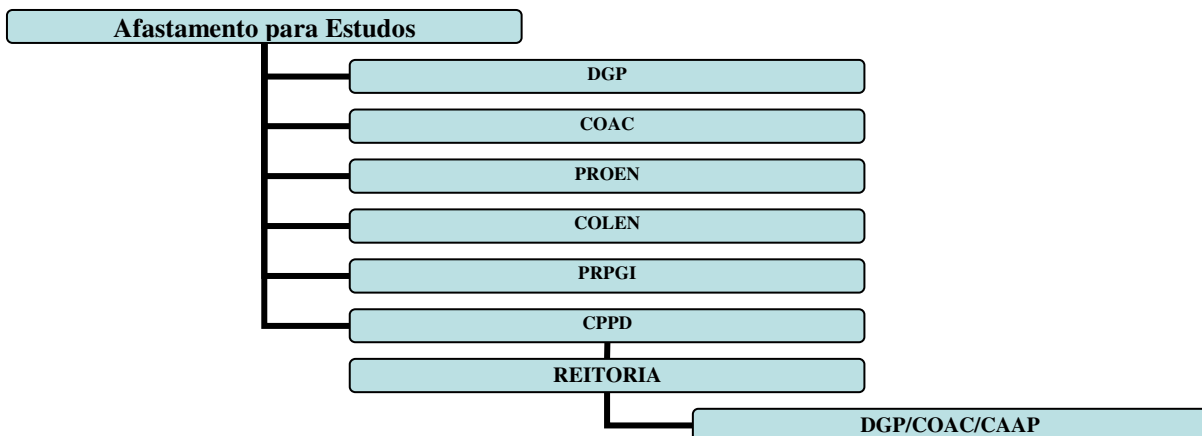 Afastamento para Estudos
DGP
COAC
PROEN
COLEN
PRPGI
CPPD
REITORIA
DGP/COAC/CAAP